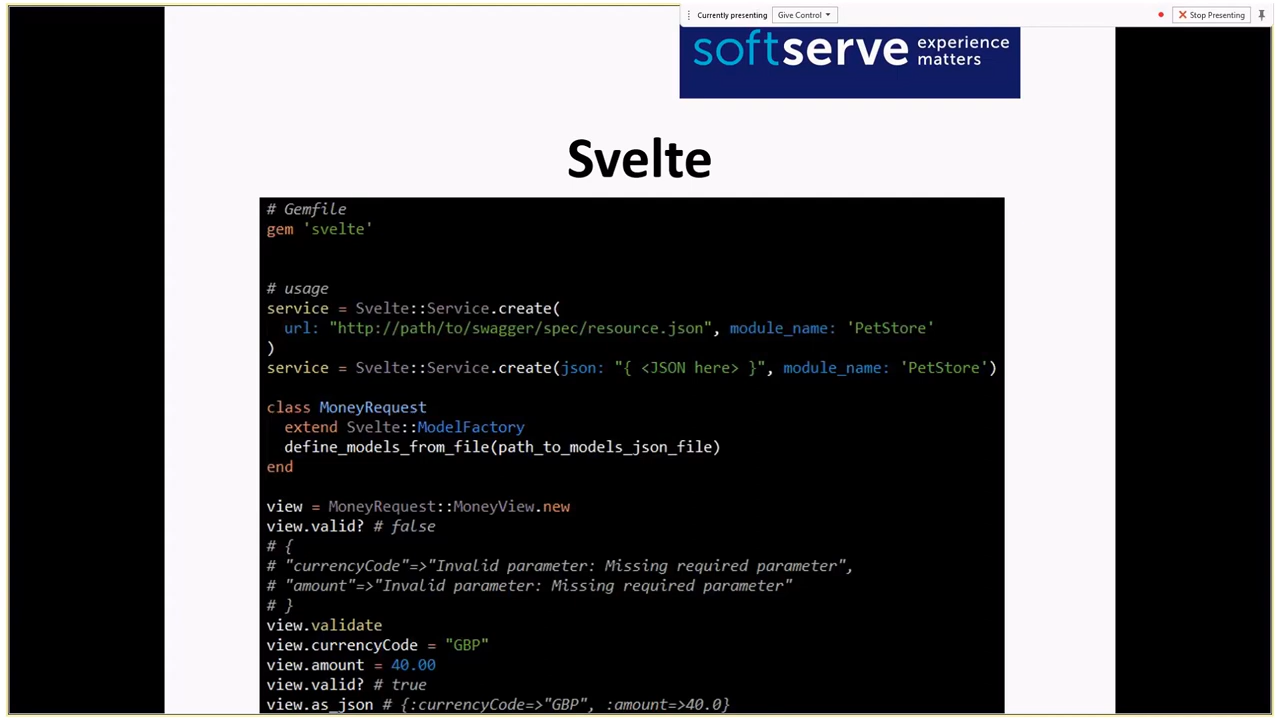 Currently presenting Give Control Stop Presenting
softserve experience matters
Svelte
# Gemfile
gem 'svelte'
# usage
service = Svelte::Service.create(
url: "http://path/to/swagger/spec/resource.json", module_name: 'PetStore'
)
service = Svelte::Service.create(json: "{ <JSON here> }", module_name: 'PetStore')
class MoneyRequest
extend Svelte::ModelFactory
define_models_from_file(path_to_models_json_file)
end
view = MoneyRequest::MoneyView.new
view.valid? # false
# {
# "currencyCode"=>"Invalid parameter: Missing required parameter",
# "amount"=>"Invalid parameter: Missing required parameter"
# }
view.validate
view.currencyCode = "GBP"
view.amount = 40.00
view.valid? # true
view.as_json # {:currencyCode=>"GBP", :amount=>40.0}